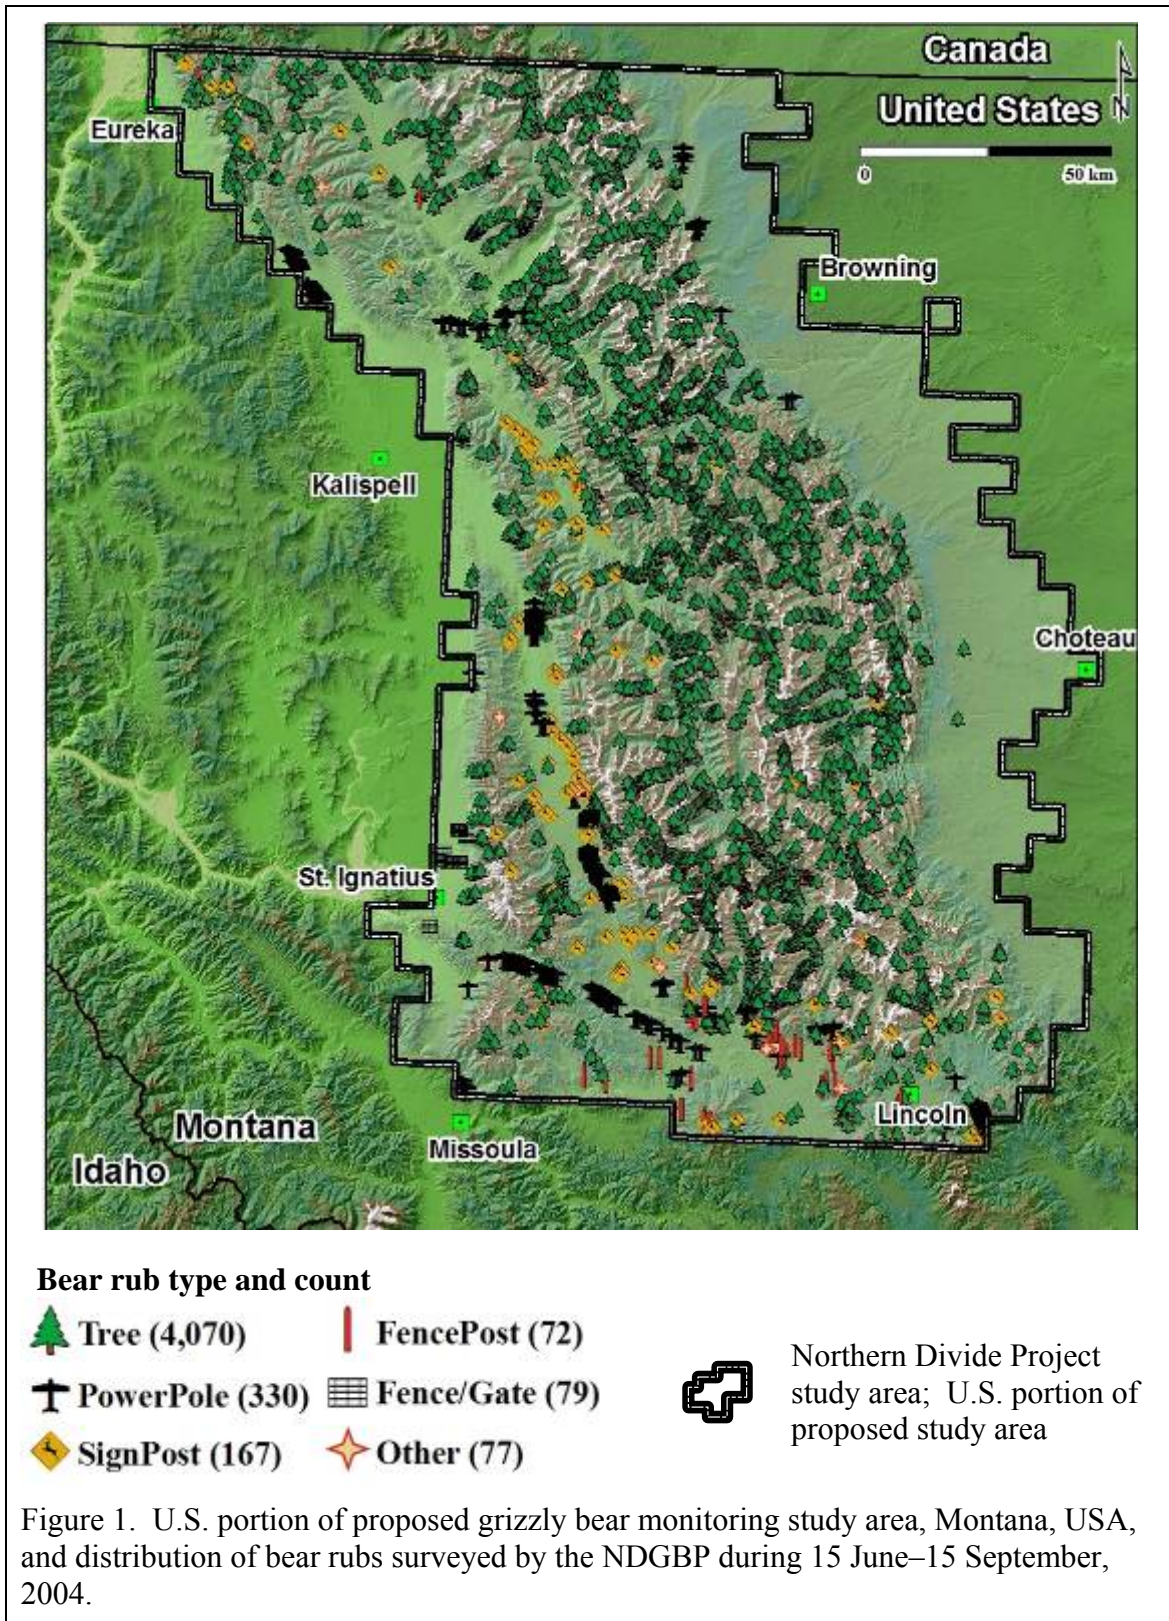 Canada
United States
N
0 50 km
Eureka
Browning
Kalispell
Choteau
St. Ignatius
Lincoln
Montana
Missoula
Idaho
Bear rub type and count
Tree (4,070)
FencePost (72)
PowerPole (330)
Fence/Gate (79)
SignPost (167)
Other (77)
Northern Divide Project
study area;  U.S. portion of
proposed study area
Figure 1.  U.S. portion of proposed grizzly bear monitoring study area, Montana, USA,
and distribution of bear rubs surveyed by the NDGBP during 15 June–15 September,
2004.